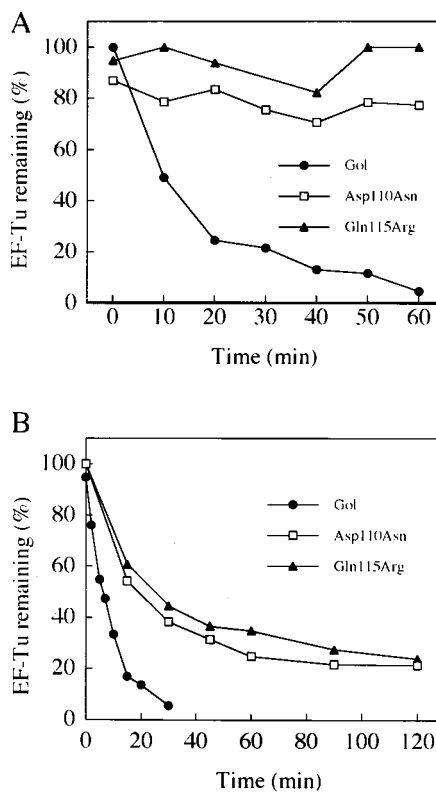 A
EF-Tu remaining (%)
100
80
60
40
20
0
Gol
Asp110Asn
Gln115Arg
0 10 20 30 40 50 60
Time (min)
B
EF-Tu remaining (%)
100
80
60
40
20
0
Gol
Asp110Asn
Gln115Arg
0 20 40 60 80 100 120
Time (min)